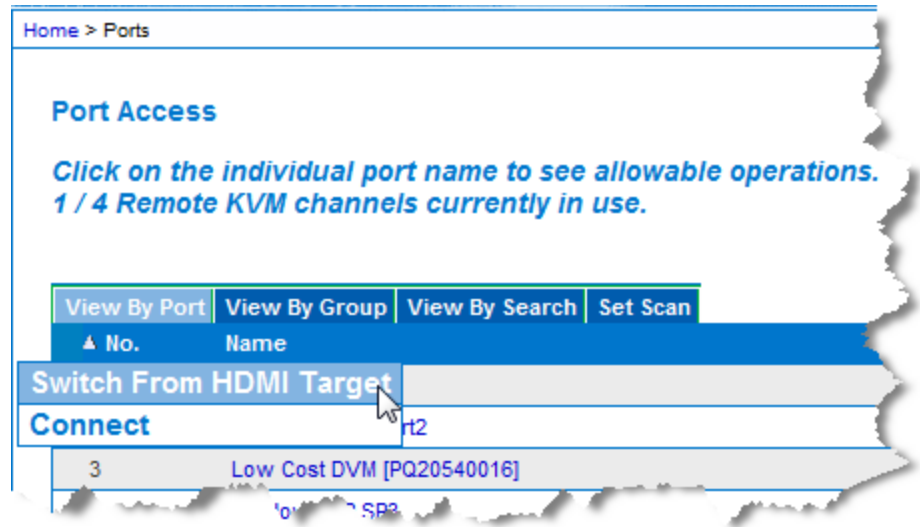 Home > Ports
Port Access
Click on the individual port name to see allowable operations.
1 / 4 Remote KVM channels currently in use.
View By Port View By Group View By Search Set Scan
▲ No. Name
Switch From HDMI Target
Connect
3 Low Cost DVM [PQ20540016]